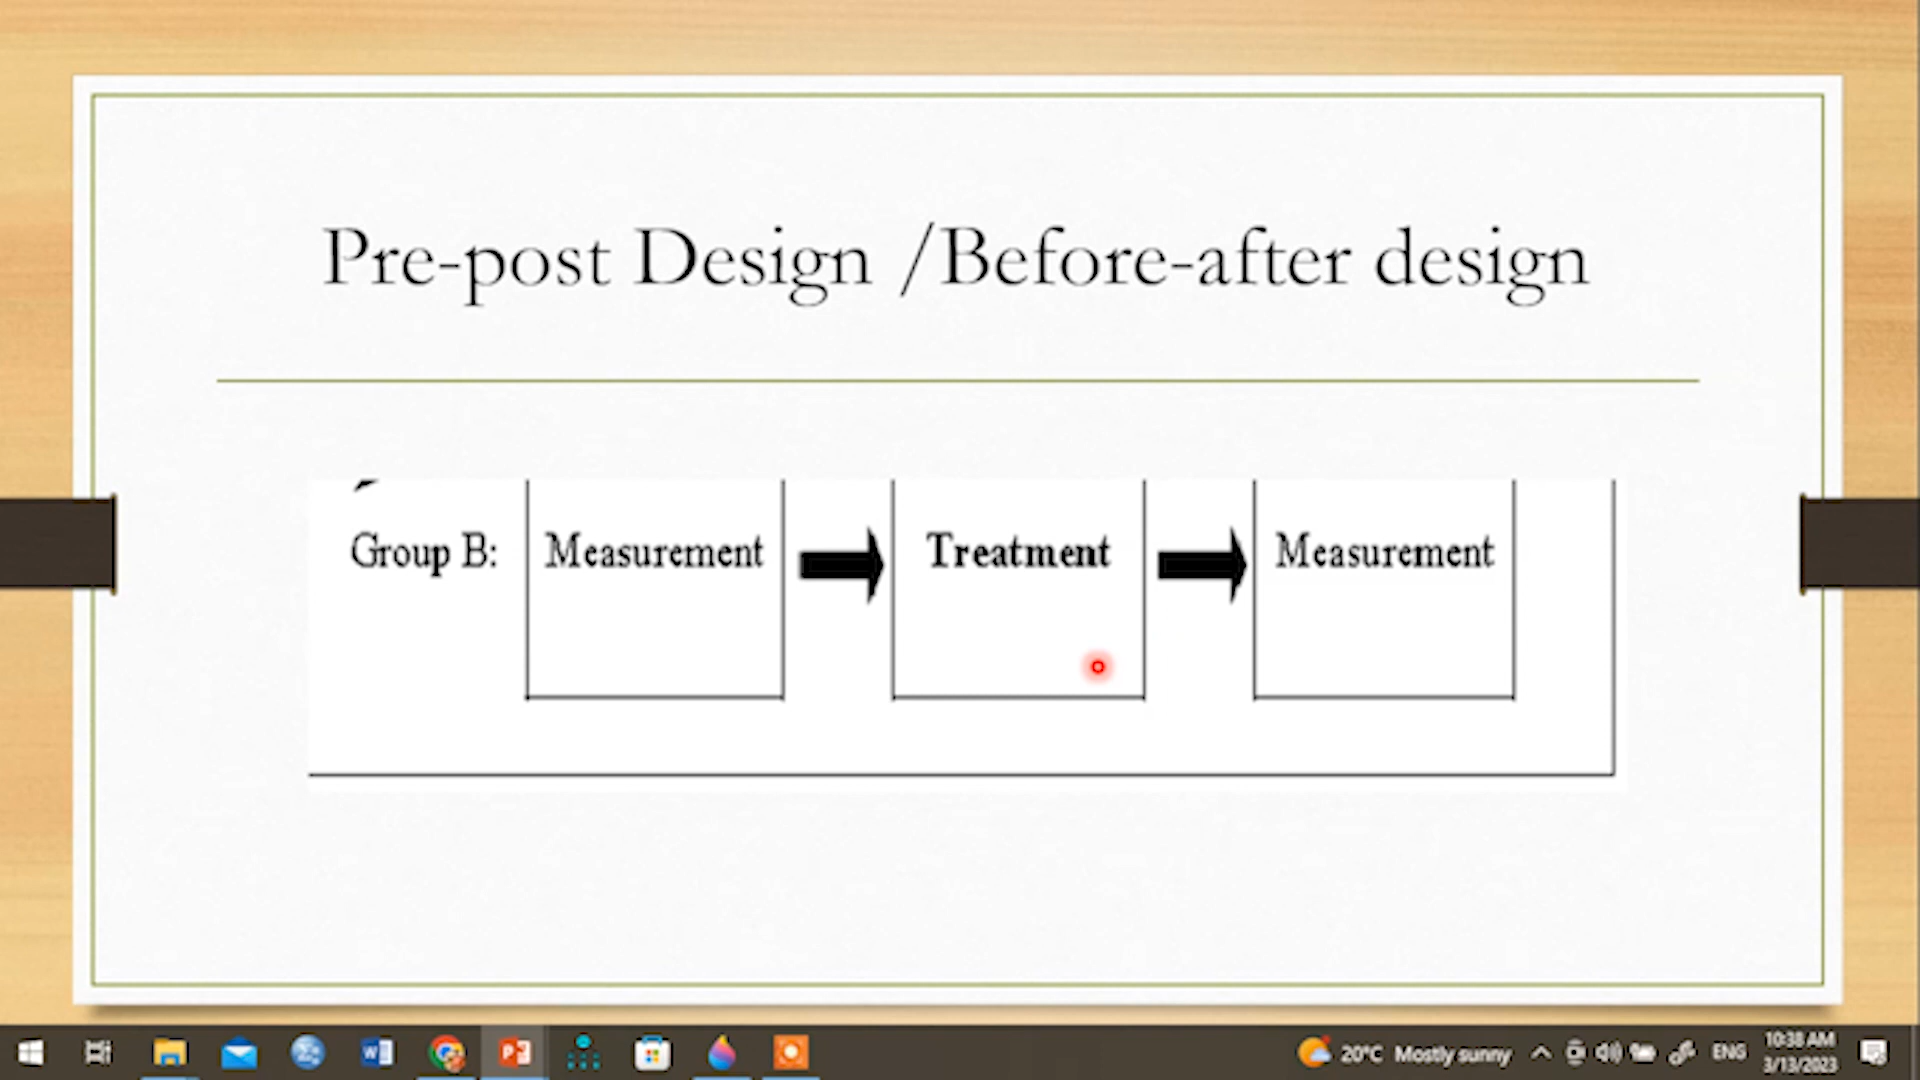 Pre-post Design /Before-after design
Group B: Measurement Treatment Measurement
20°C Mostly sunny ENG 10:38 AM
3/13/2023